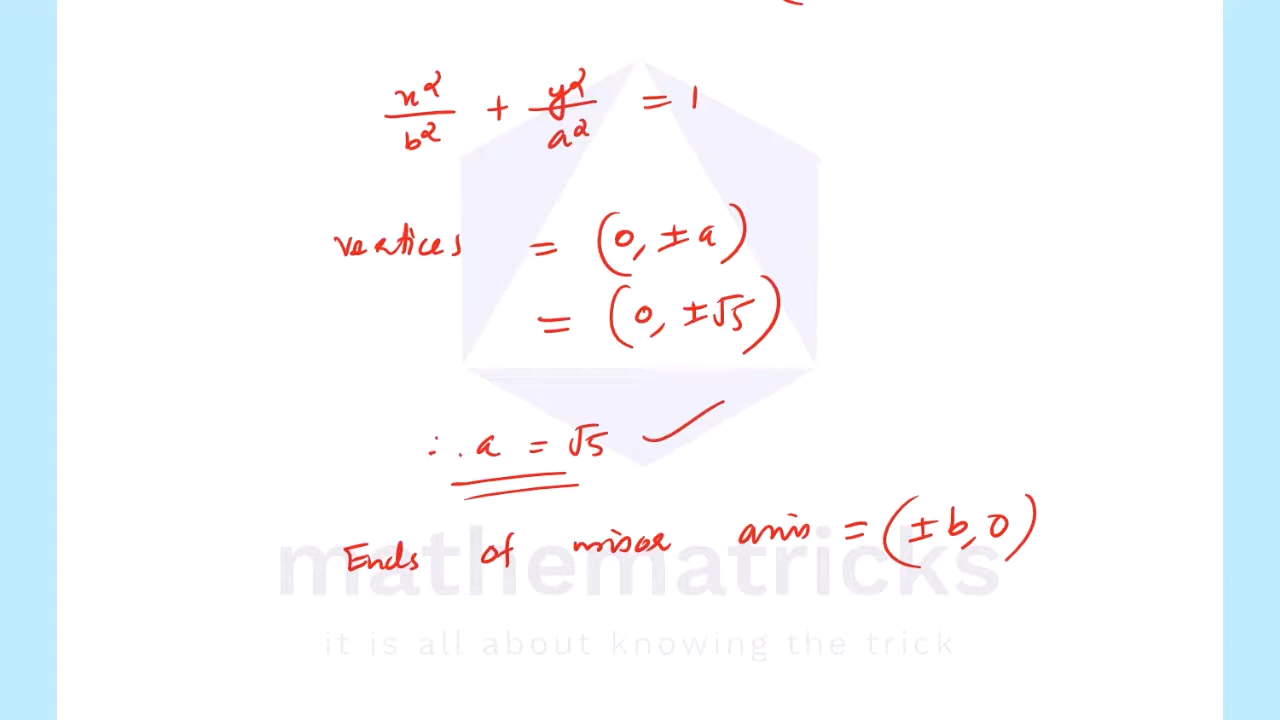 x²/b² + y²/a² = 1
vertices = (0, ±a)
= (0, ±√5)
∴ a = √5 ✓
Ends of minor axis = (±b, 0)
mathematricks
it is all about knowing the trick